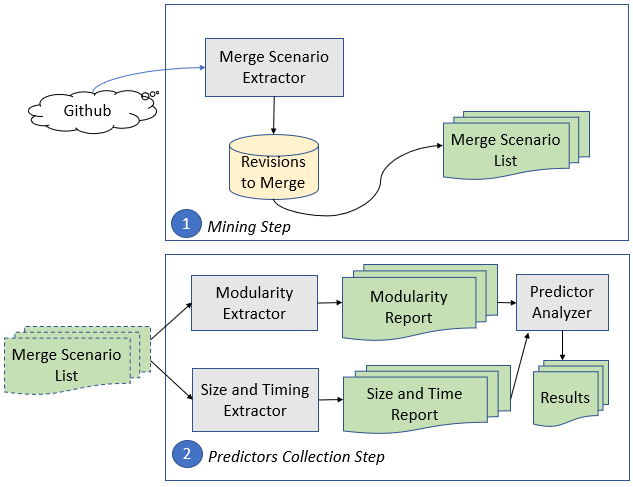 Github
Merge Scenario
Extractor
Revisions
to Merge
Merge Scenario
List
1
Mining Step
Merge Scenario
List
Modularity
Extractor
Modularity
Report
Predictor
Analyzer
Size and Timing
Extractor
Size and Time
Report
Results
2
Predictors Collection Step